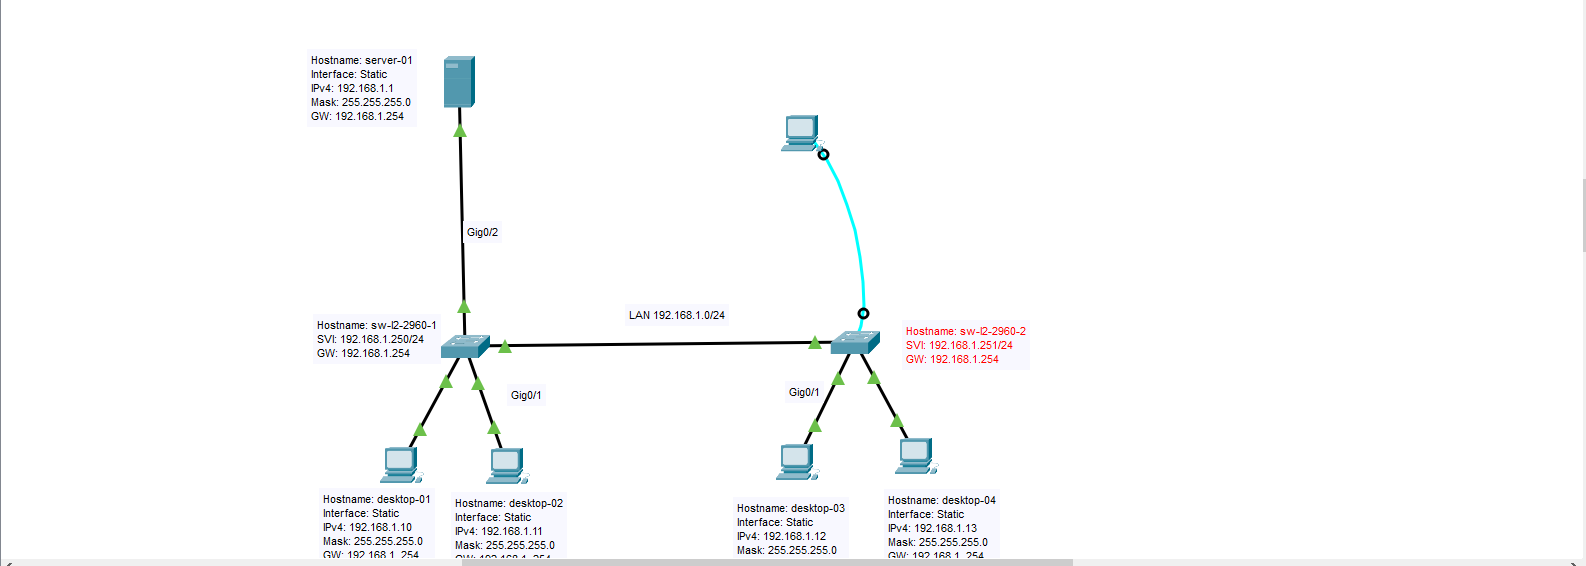 Hostname: server-01
Interface: Static
IPv4: 192.168.1.1
Mask: 255.255.255.0
GW: 192.168.1.254
Gig0/2
LAN 192.168.1.0/24
Hostname: sw-l2-2960-1
SVI: 192.168.1.250/24
GW: 192.168.1.254
Hostname: sw-l2-2960-2
SVI: 192.168.1.251/24
GW: 192.168.1.254
Gig0/1
Gig0/1
Hostname: desktop-01
Interface: Static
IPv4: 192.168.1.10
Mask: 255.255.255.0
GW: 192.168.1. 254
Hostname: desktop-02
Interface: Static
IPv4: 192.168.1.11
Mask: 255.255.255.0
Hostname: desktop-03
Interface: Static
IPv4: 192.168.1.12
Mask: 255.255.255.0
Hostname: desktop-04
Interface: Static
IPv4: 192.168.1.13
Mask: 255.255.255.0
GW: 192.168.1. 254